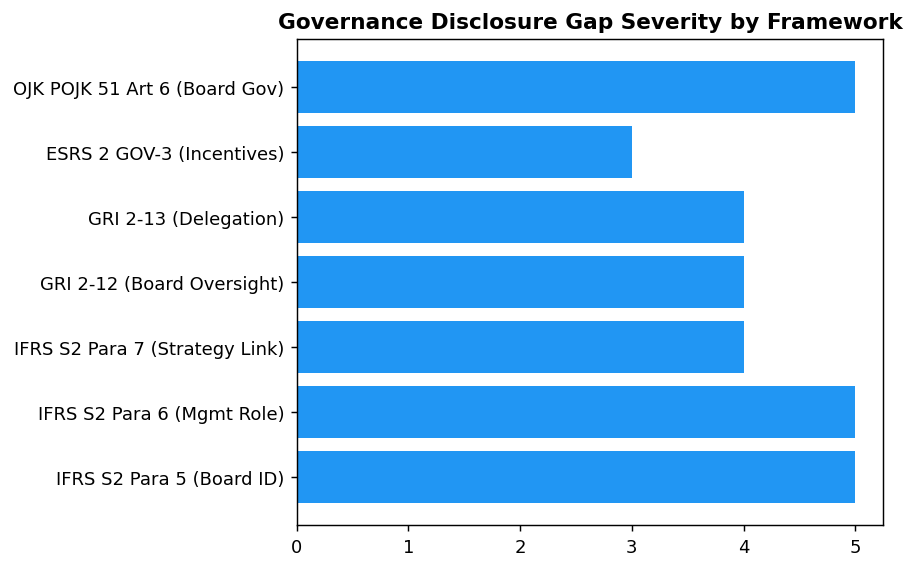 Governance Disclosure Gap Severity by Framework
OJK POJK 51 Art 6 (Board Gov)
ESRS 2 GOV-3 (Incentives)
GRI 2-13 (Delegation)
GRI 2-12 (Board Oversight)
IFRS S2 Para 7 (Strategy Link)
IFRS S2 Para 6 (Mgmt Role)
IFRS S2 Para 5 (Board ID)
0 1 2 3 4 5